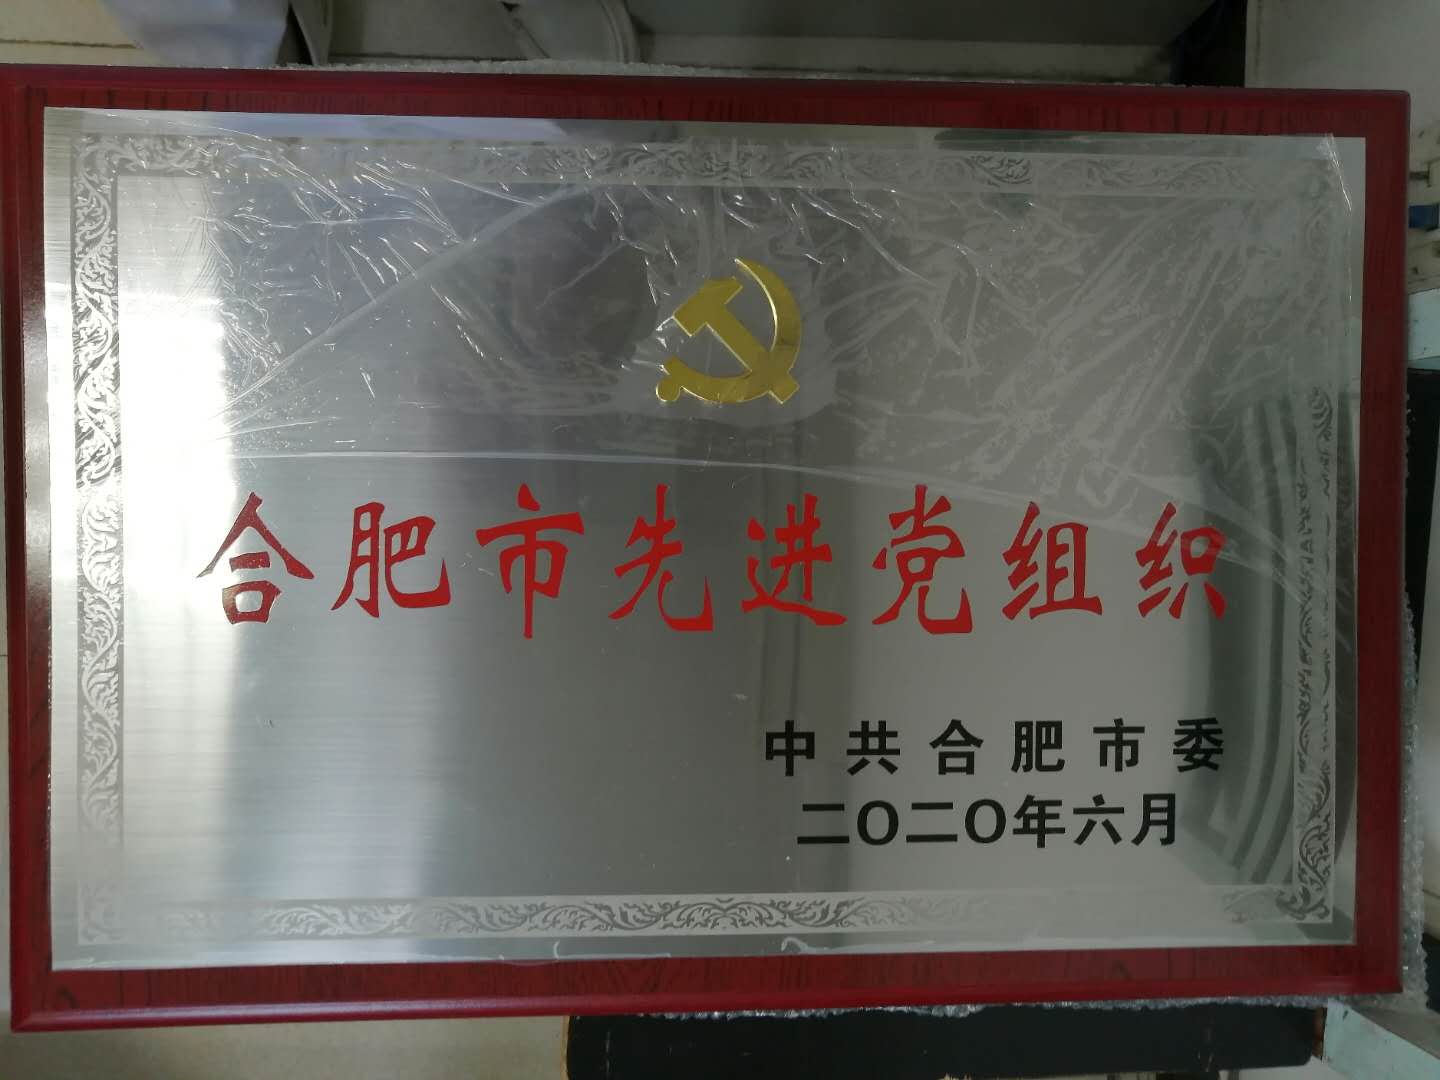 合肥市先进党组织
中共合肥市委
二〇二〇年六月